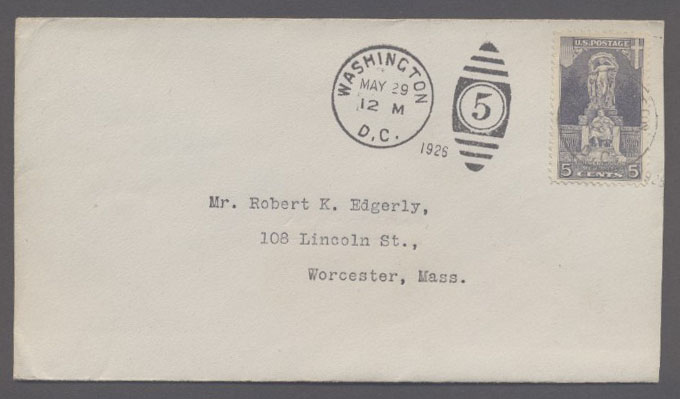 WASHINGTON
MAY 29
12 M
D.C.
1926
5
U.S. POSTAGE
5 CENTS 5
Mr. Robert K. Edgerly,
108 Lincoln St.,
Worcester, Mass.